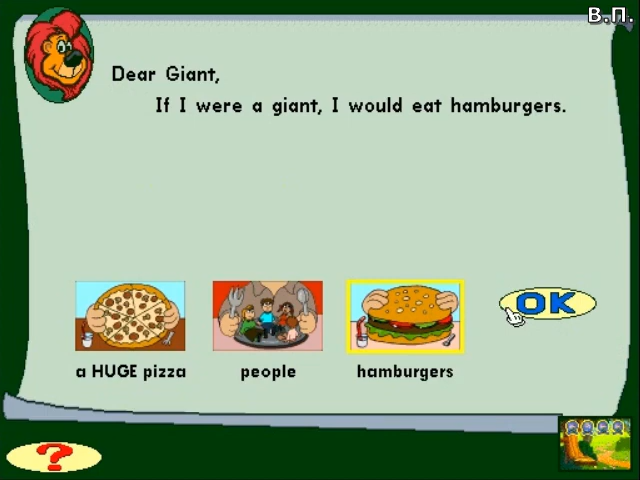 В.П.
Dear Giant,
If I were a giant, I would eat hamburgers.
OK
a HUGE pizza
people
hamburgers
?